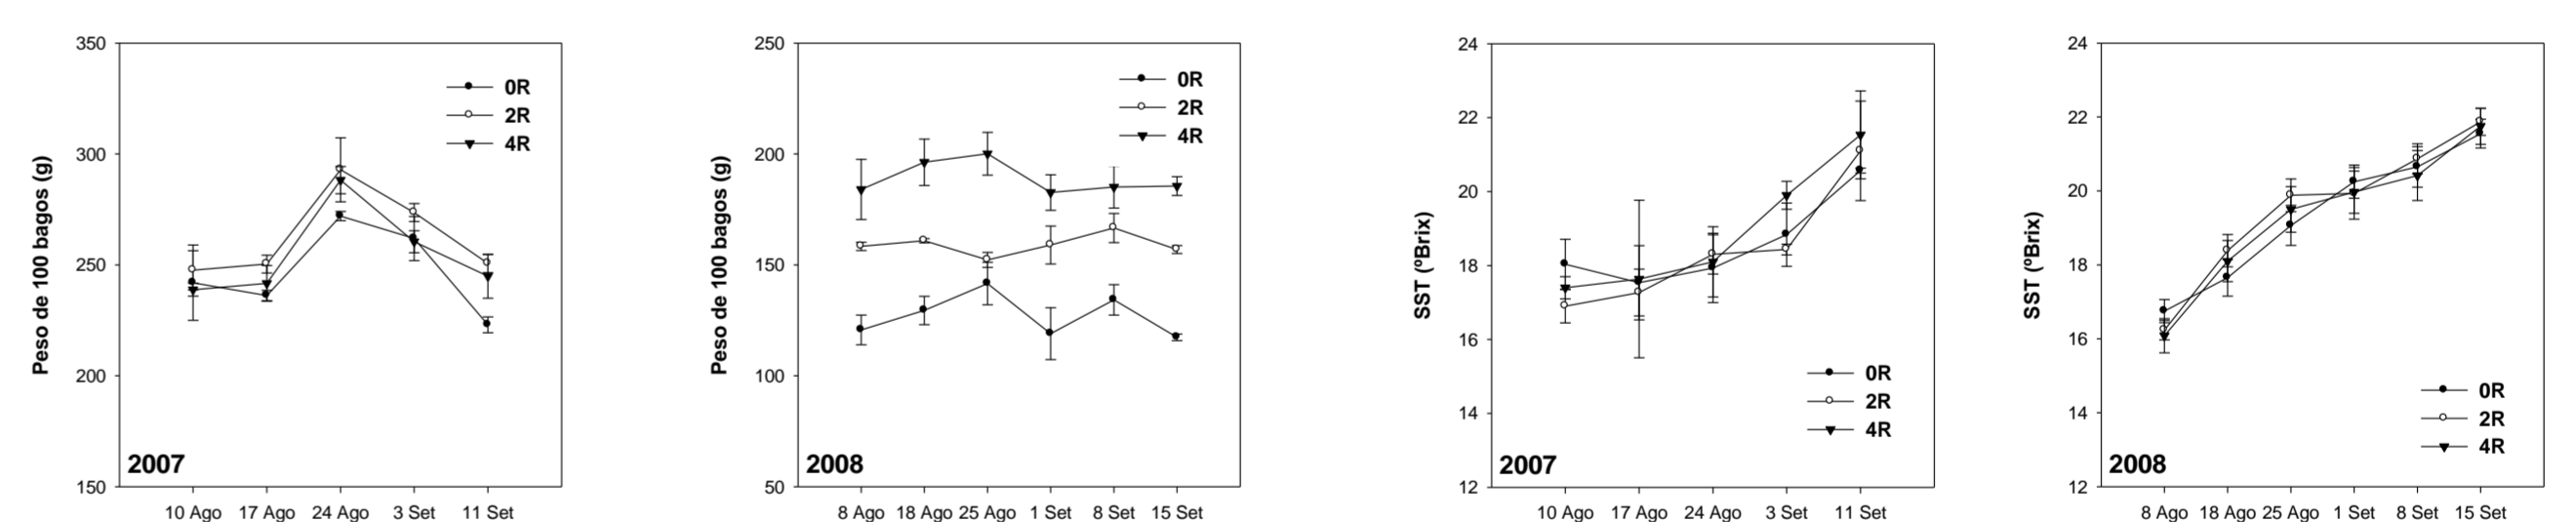 Peso de 100 bagos (g)
350
300
250
200
150
0R
2R
4R
2007
10 Ago 17 Ago 24 Ago 3 Set 11 Set
Peso de 100 bagos (g)
250
200
150
100
50
0R
2R
4R
2008
8 Ago 18 Ago 25 Ago 1 Set 8 Set 15 Set
SST (ºBrix)
24
22
20
18
16
14
12
0R
2R
4R
2007
10 Ago 17 Ago 24 Ago 3 Set 11 Set
SST (ºBrix)
24
22
20
18
16
14
12
0R
2R
4R
2008
8 Ago 18 Ago 25 Ago 1 Set 8 Set 15 Set